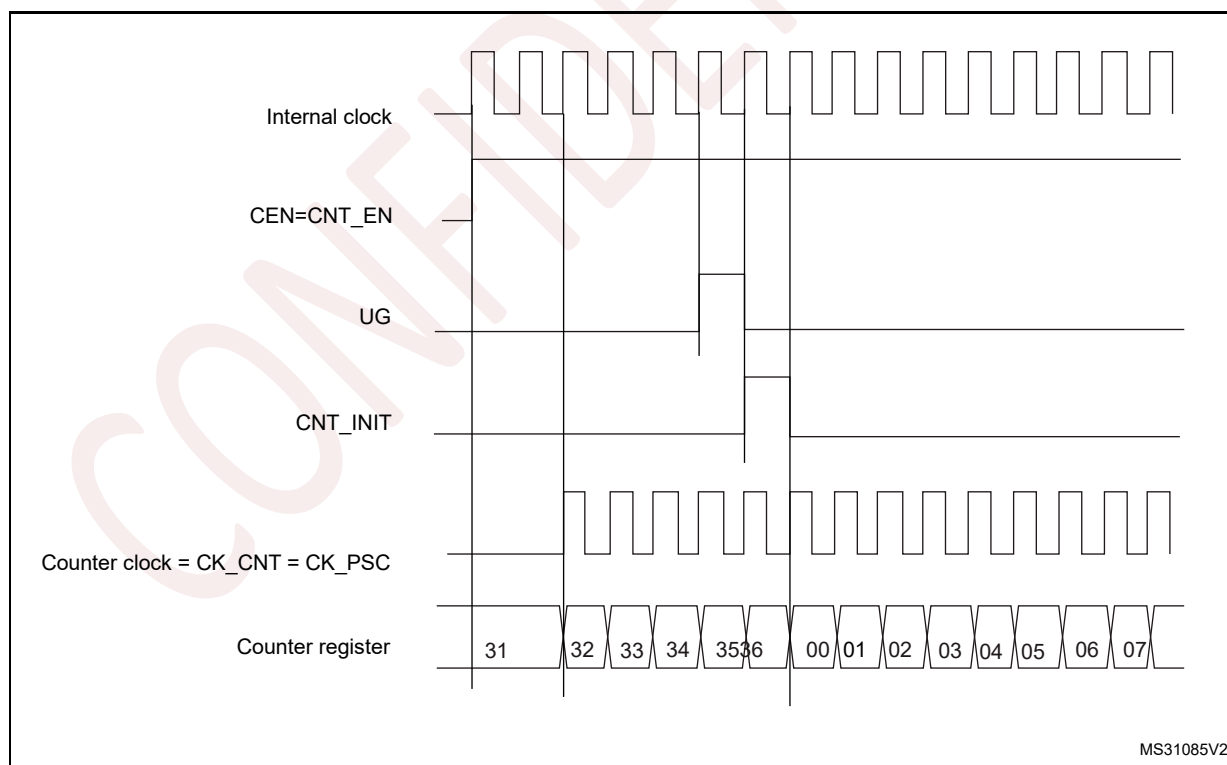 CONFIDE
Internal clock
CEN=CNT_EN
UG
CNT_INIT
Counter clock = CK_CNT = CK_PSC
Counter register 31 32 33 34 35 36 00 01 02 03 04 05 06 07
MS31085V2